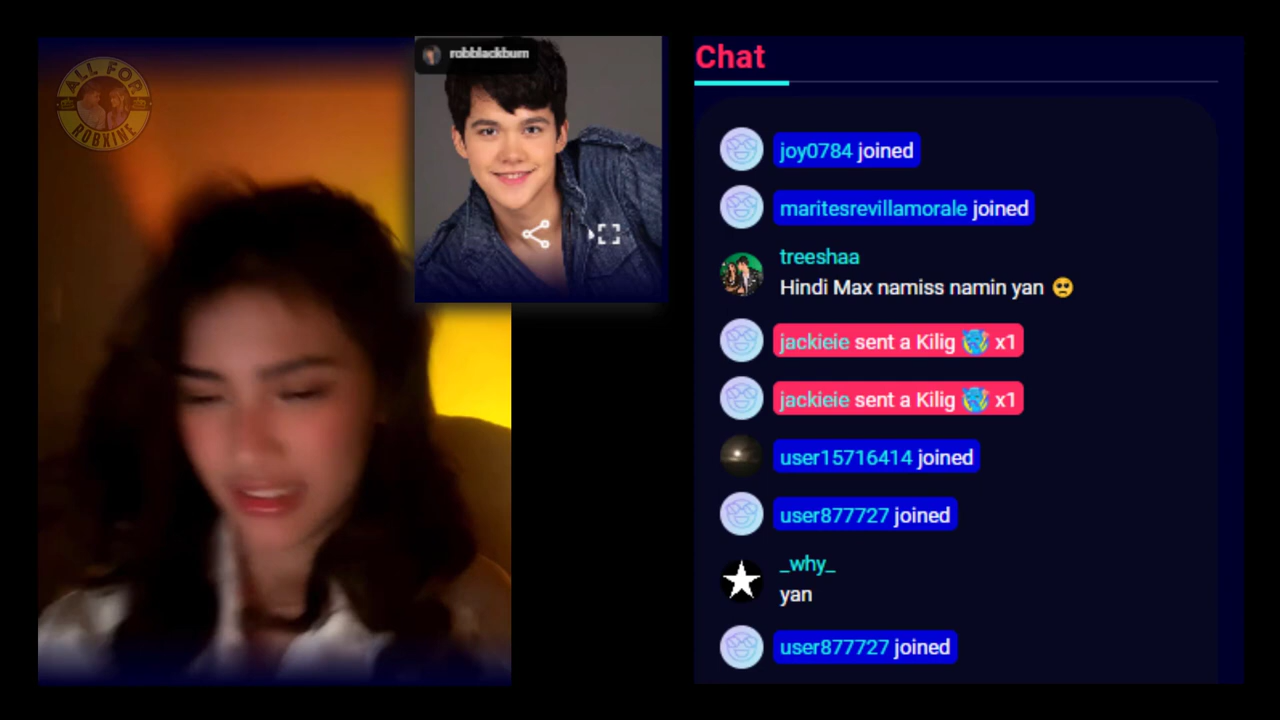 ALL FOR
ROBXINE
robblackburn
Chat
joy0784 joined
maritesrevillamorale joined
treeshaa
Hindi Max namiss namin yan 🥺
jackieie sent a Kilig x1
jackieie sent a Kilig x1
user15716414 joined
user877727 joined
_why_
yan
user877727 joined